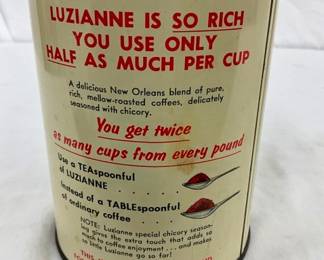 LUZIANNE IS SO RICH
YOU USE ONLY
HALF AS MUCH PER CUP
A delicious New Orleans blend of pure,
rich, mellow-roasted coffees, delicately
seasoned with chicory.
You get twice
as many cups from every pound
Use a TEAspoonful
of LUZIANNE . . . . .
Instead of a TABLEspoonful
of ordinary coffee . . . .
NOTE: Luzianne special chicory season-
ing gives the extra touch that adds so
much to coffee enjoyment . . . and makes
so little Luzianne go so far!
THIS